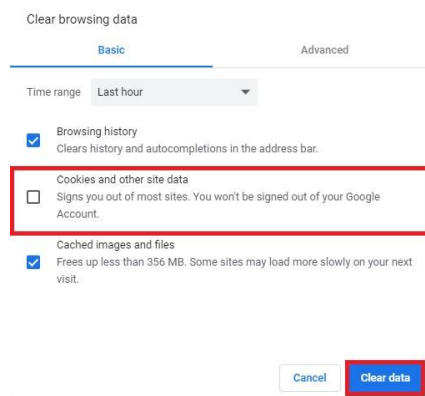 Clear browsing data
Basic Advanced
Time range Last hour
Browsing history
Clears history and autocompletions in the address bar.
Cookies and other site data
Signs you out of most sites. You won't be signed out of your Google
Account.
Cached images and files
Frees up less than 356 MB. Some sites may load more slowly on your next
visit.
Cancel Clear data